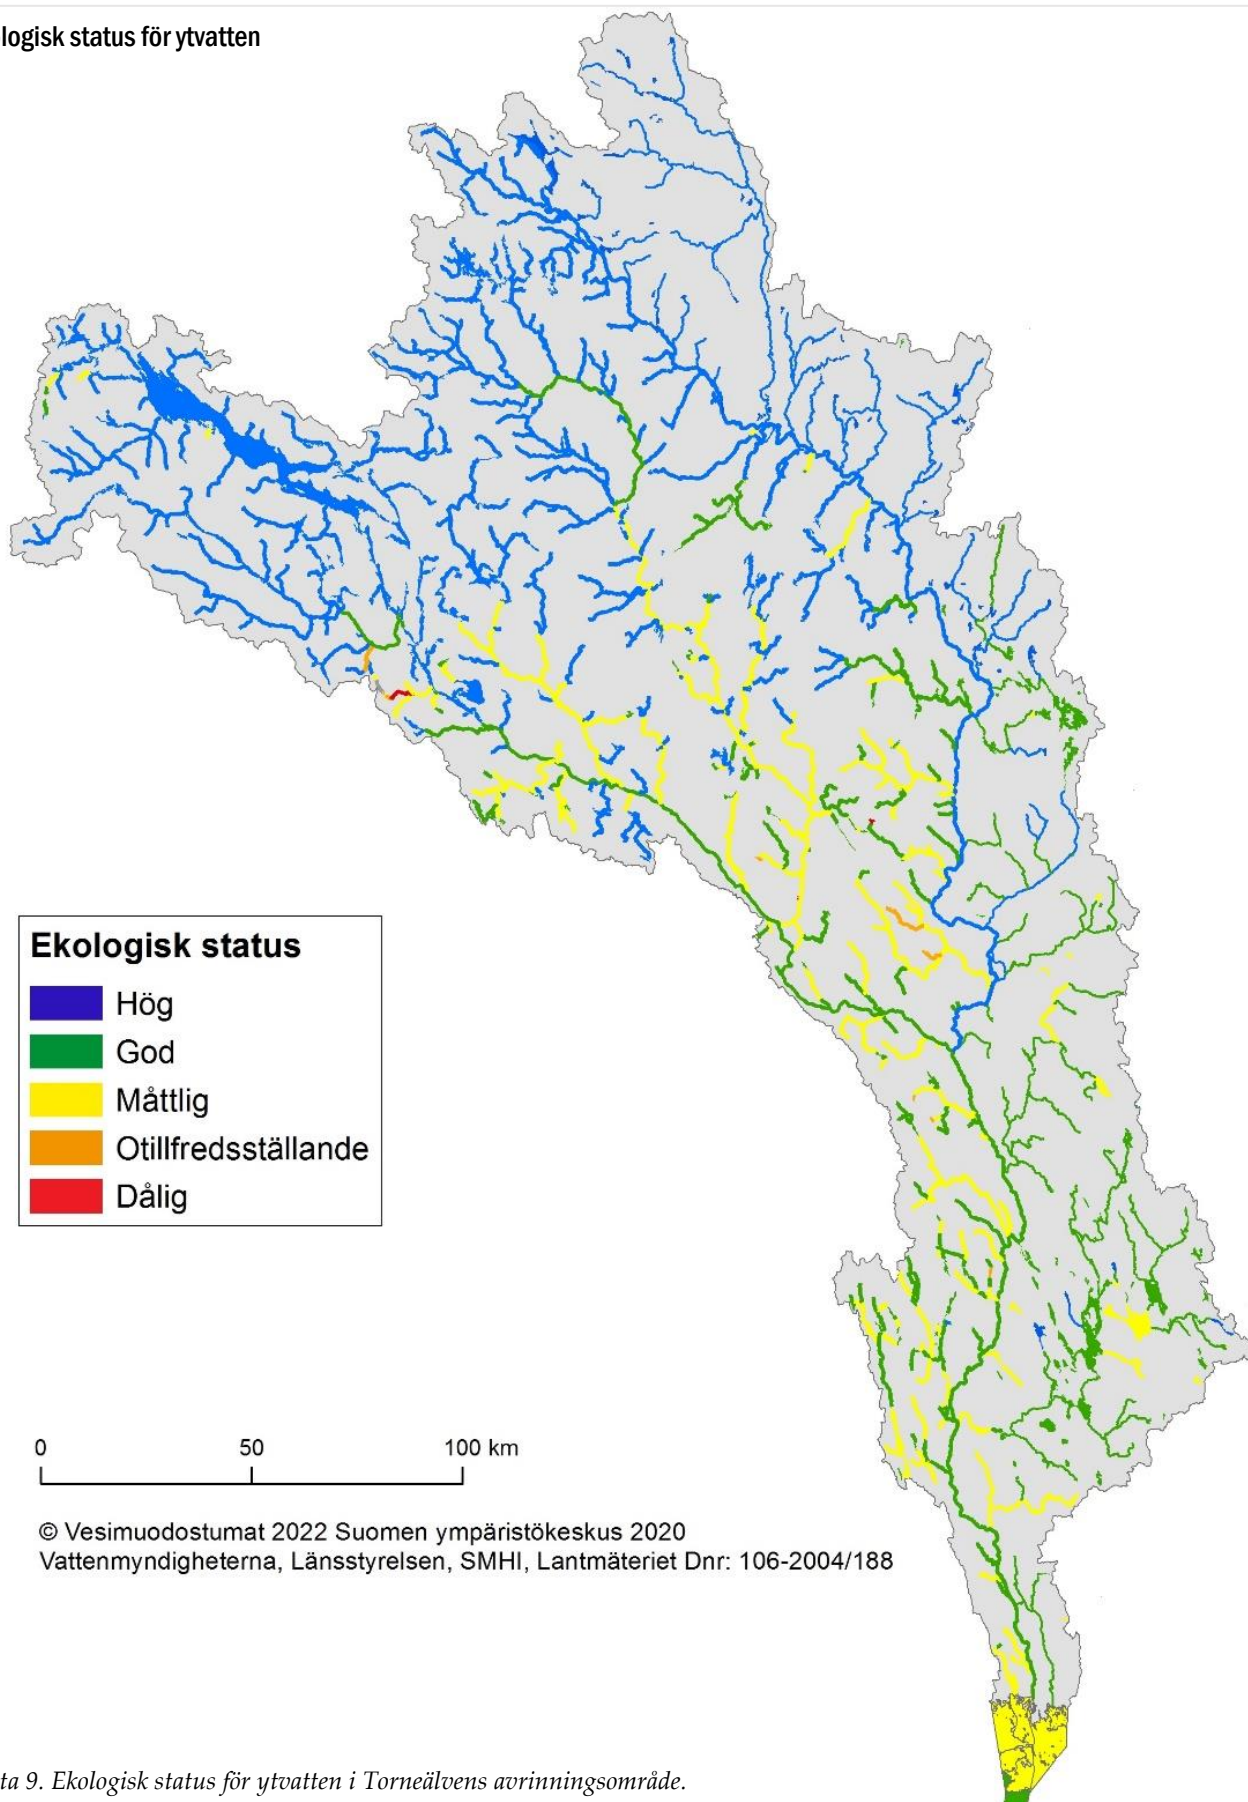 logisk status för ytvatten
Ekologisk status
Hög
God
Måttlig
Otillfredsställande
Dålig
0 50 100 km
© Vesimuodostumat 2022 Suomen ympäristökeskus 2020
Vattenmyndigheterna, Länsstyrelsen, SMHI, Lantmäteriet Dnr: 106-2004/188
ta 9. Ekologisk status för ytvatten i Torneälvens avrinningsområde.